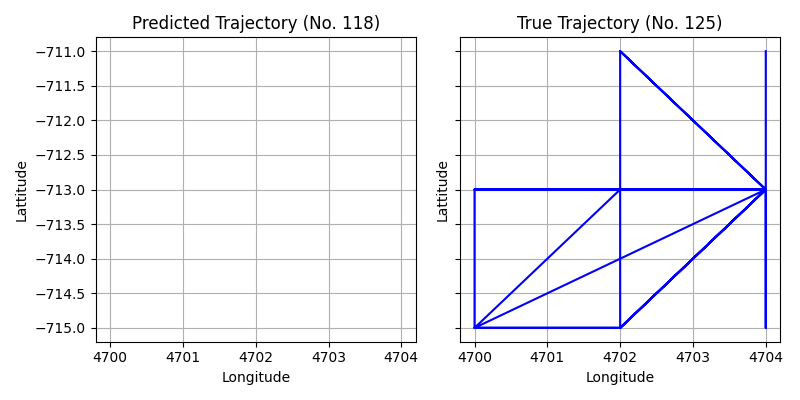 Predicted Trajectory (No. 118)
True Trajectory (No. 125)
−711.0
−711.5
−712.0
−712.5
−713.0
−713.5
−714.0
−714.5
−715.0
Lattitude
Lattitude
4700 4701 4702 4703 4704
4700 4701 4702 4703 4704
Longitude
Longitude